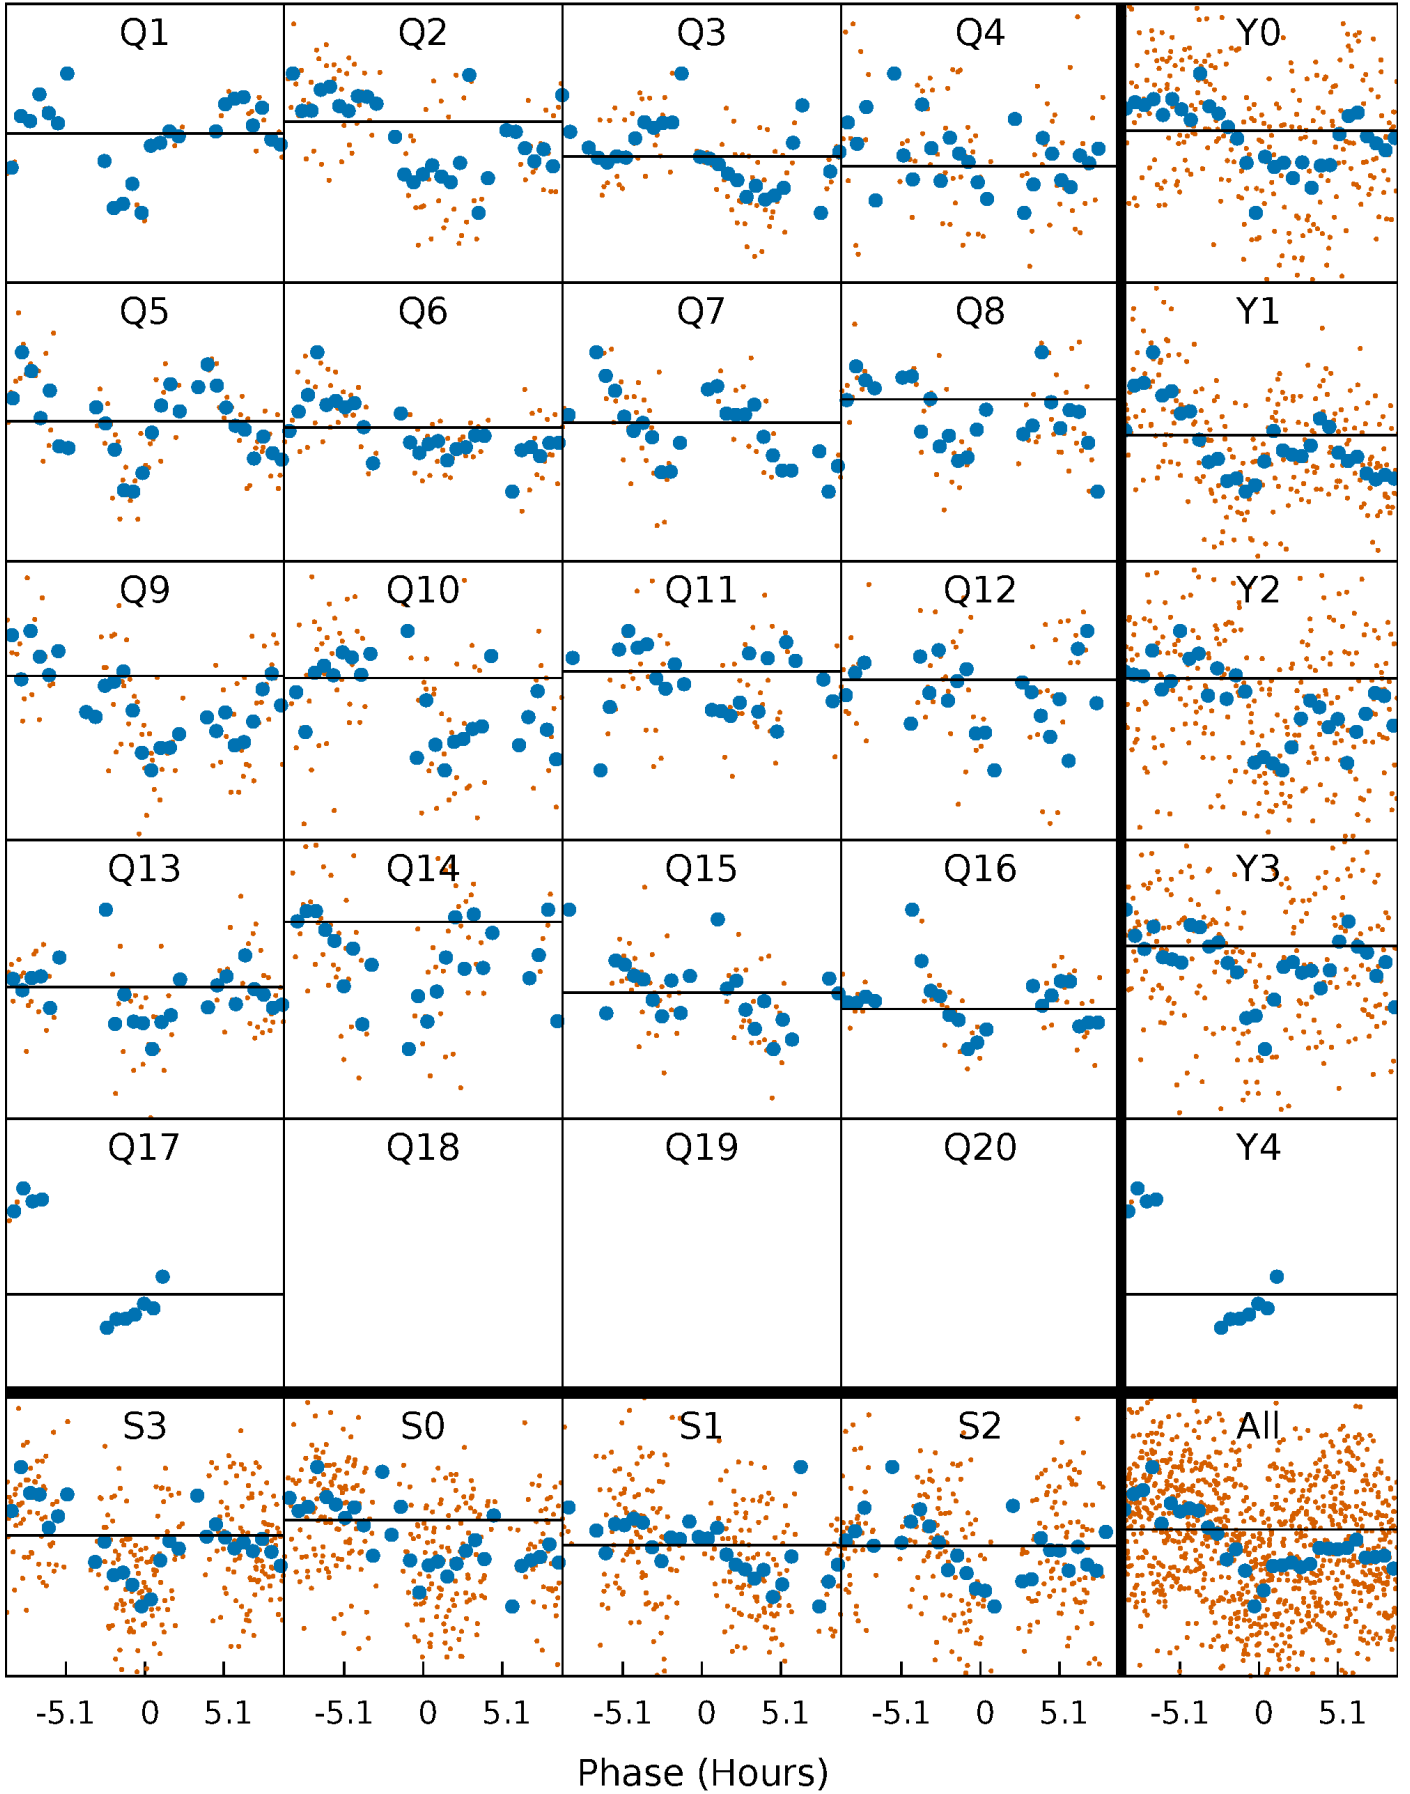 Q1 Q2 Q3 Q4 Y0
Q5 Q6 Q7 Q8 Y1
Q9 Q10 Q11 Q12 Y2
Q13 Q14 Q15 Q16 Y3
Q17 Q18 Q19 Q20 Y4
S3 S0 S1 S2 All
-5.1 0 5.1 -5.1 0 5.1 -5.1 0 5.1 -5.1 0 5.1 -5.1 0 5.1
Phase (Hours)